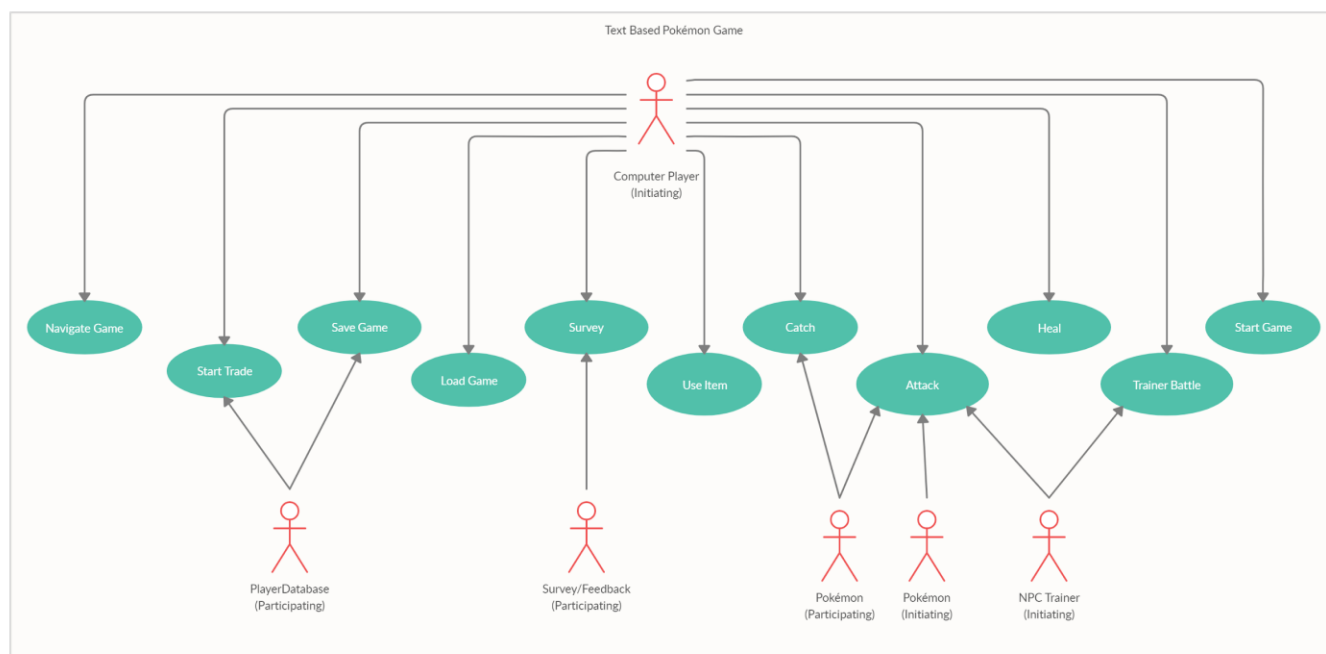 Text Based Pokémon Game
Computer Player
(Initiating)
Navigate Game
Start Trade
Save Game
Load Game
Survey
Use Item
Catch
Attack
Heal
Trainer Battle
Start Game
PlayerDatabase
(Participating)
Survey/Feedback
(Participating)
Pokémon
(Participating)
Pokémon
(Initiating)
NPC Trainer
(Initiating)